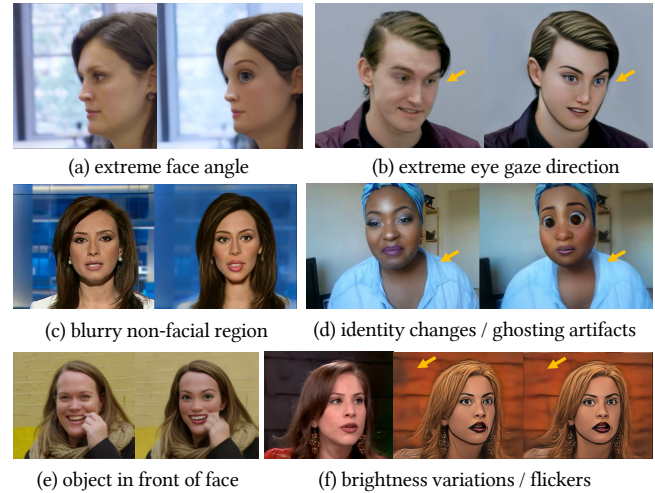 (a) extreme face angle
(b) extreme eye gaze direction
(c) blurry non-facial region
(d) identity changes / ghosting artifacts
(e) object in front of face
(f) brightness variations / flickers